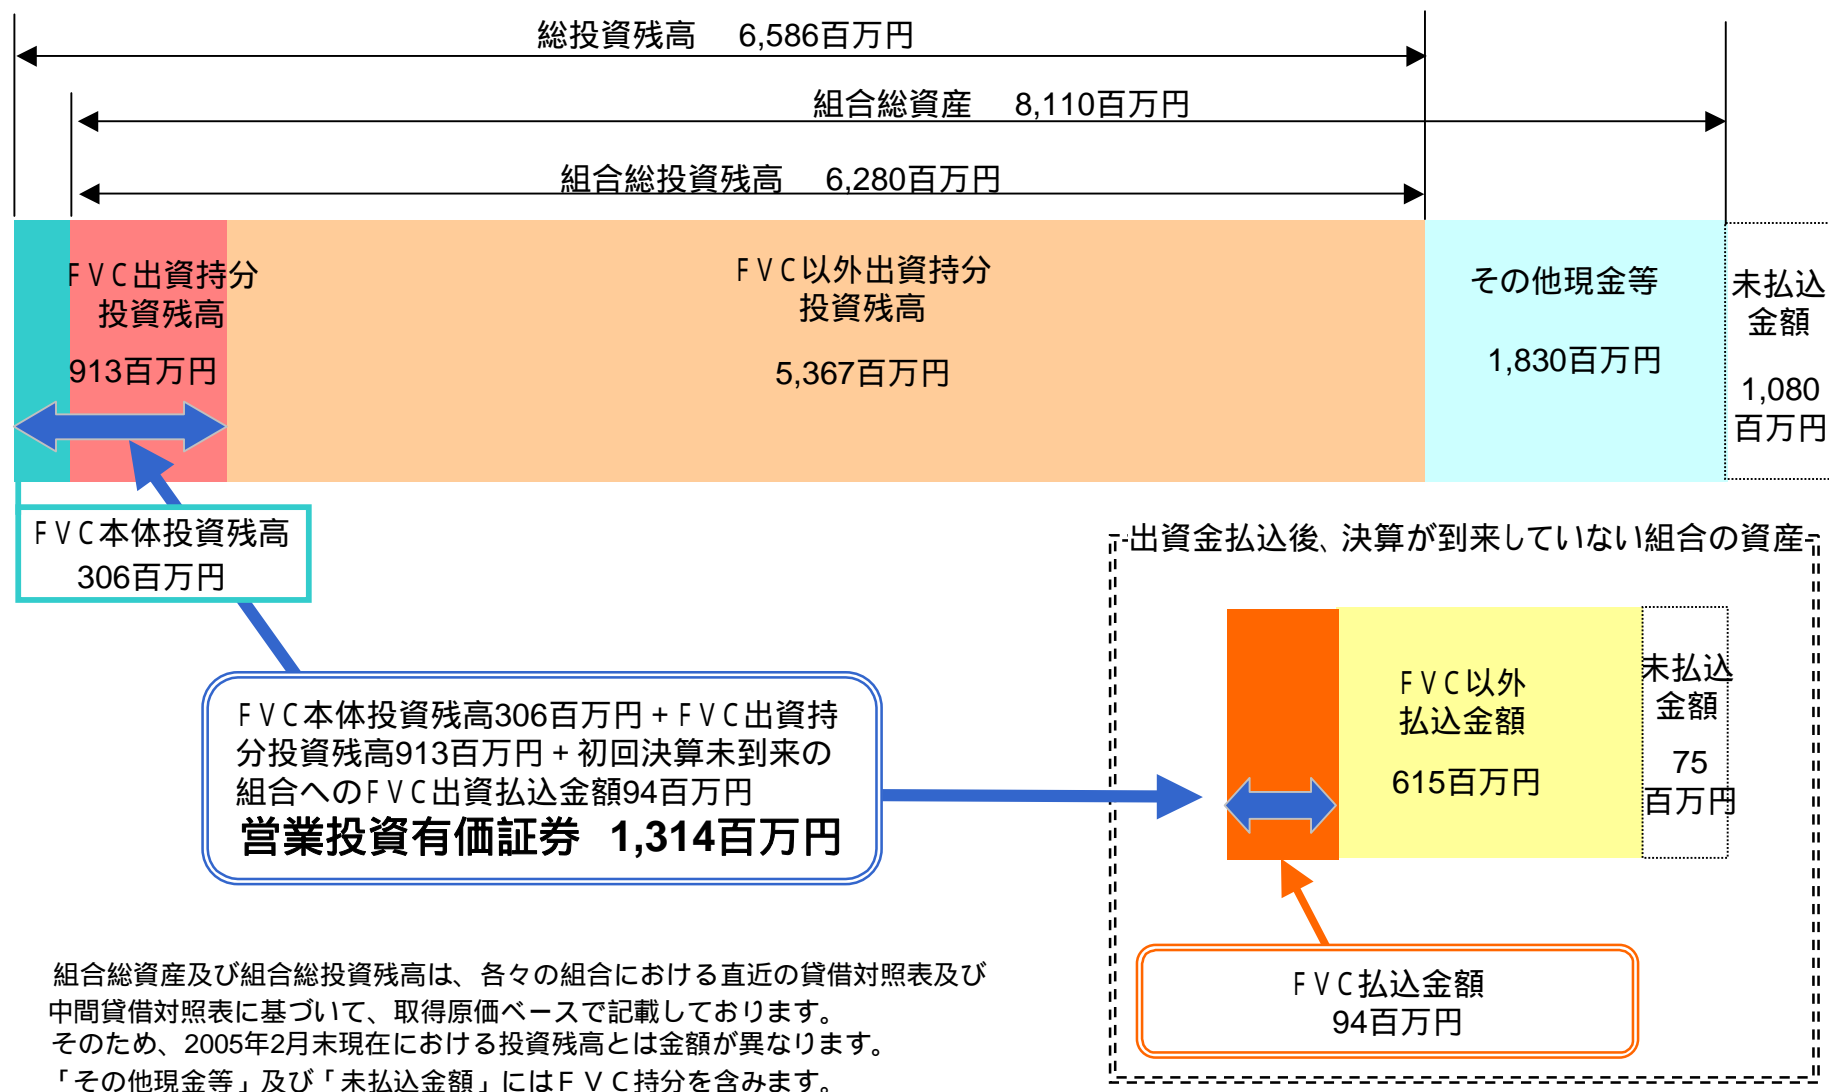 総投資残高 6,586百万円
組合総資産 8,110百万円
組合総投資残高 6,280百万円
FVC出資持分
投資残高
913百万円
FVC以外出資持分
投資残高
5,367百万円
その他現金等
1,830百万円
未払込
金額
1,080
百万円
FVC本体投資残高
306百万円
FVC本体投資残高306百万円+FVC出資持
分投資残高913百万円+初回決算未到来の
組合へのFVC出資払込金額94百万円
営業投資有価証券 1,314百万円
出資金払込後、決算が到来していない組合の資産
FVC以外
払込金額
615百万円
未払込
金額
75
百万円
FVC払込金額
94百万円
組合総資産及び組合総投資残高は、各々の組合における直近の貸借対照表及び
中間貸借対照表に基づいて、取得原価ベースで記載しております。
そのため、2005年2月末現在における投資残高とは金額が異なります。
「その他現金等」及び「未払込金額」にはFVC持分を含みます。